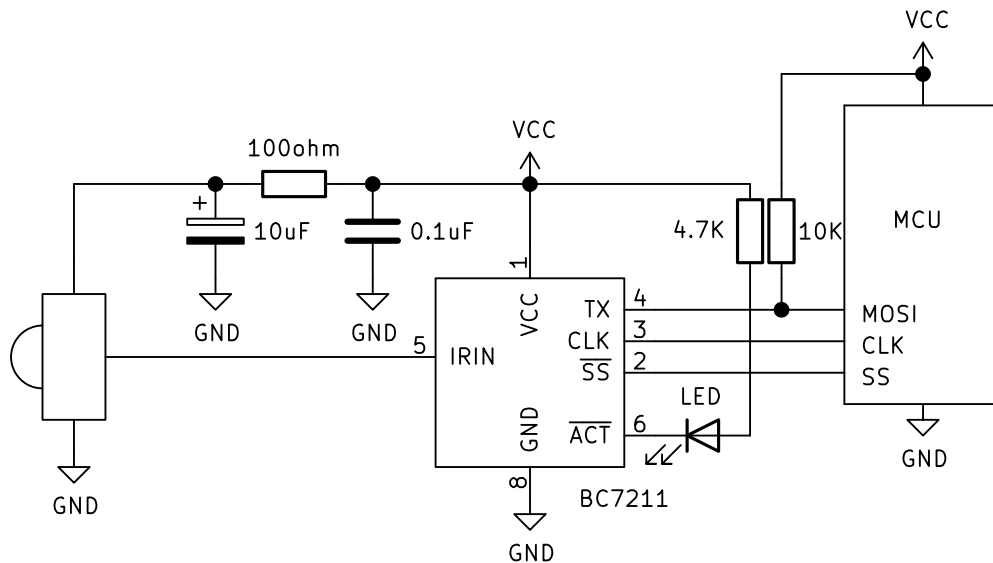 VCC
VCC
100ohm
+
10uF
0.1uF
4.7K
10K
MCU
GND
GND
1
VCC
TX
4
MOSI
CLK
3
CLK
5
IRIN
SS
2
SS
LED
GND
ACT
6
GND
8
BC7211
GND
GND